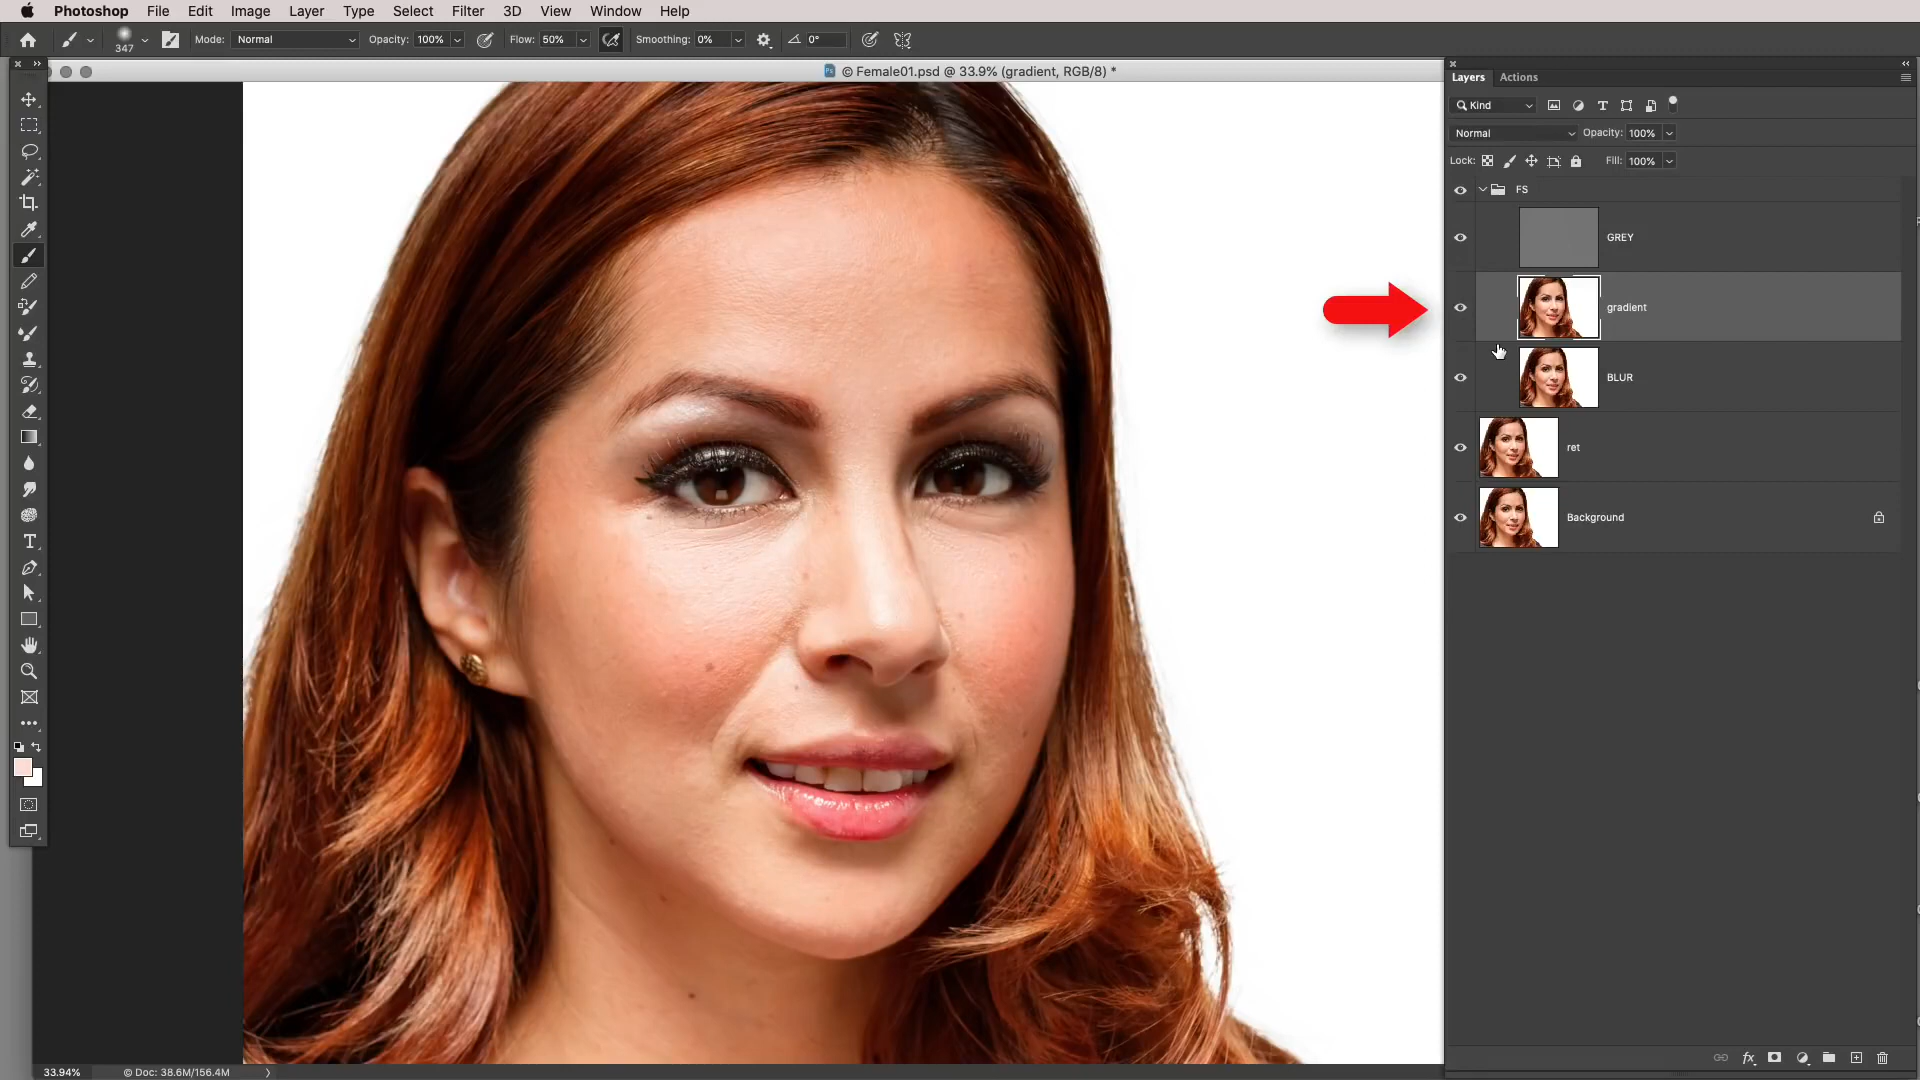 Photoshop File Edit Image Layer Type Select Filter 3D View Window Help
347 Mode: Normal Opacity: 100% Flow: 50% Smoothing: 0% 0°
© Female01.psd @ 33.9% (gradient, RGB/8) *
Layers Actions
Kind
Normal Opacity: 100%
Lock: Fill: 100%
FS
GREY
gradient
BLUR
ret
Background
33.94% © Doc: 38.6M/156.4M